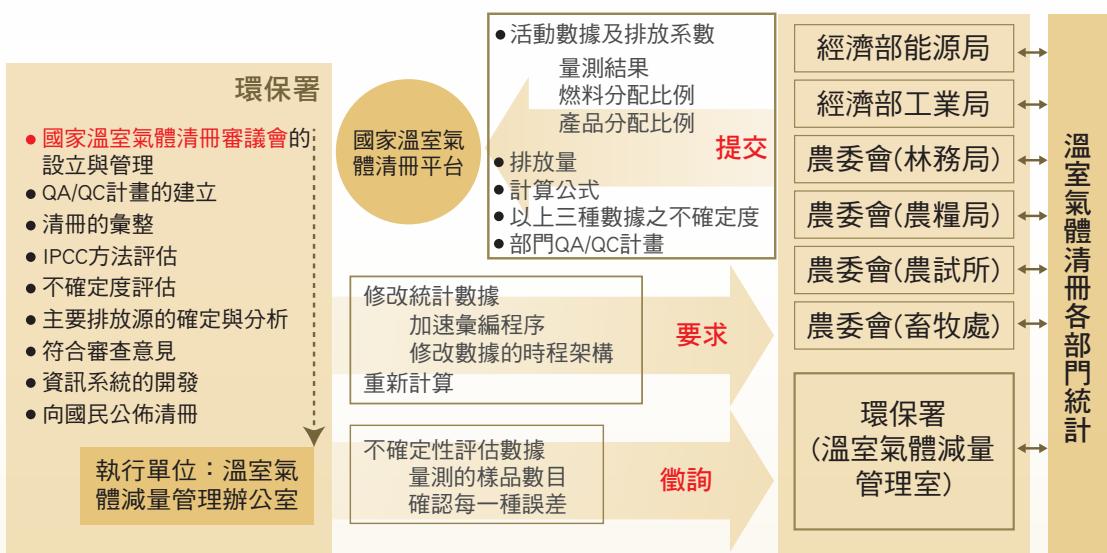 環保署
● 國家溫室氣體清冊審議會的
設立與管理
● QA/QC計畫的建立
● 清冊的彙整
● IPCC方法評估
● 不確定度評估
● 主要排放源的確定與分析
● 符合審查意見
● 資訊系統的開發
● 向國民公佈清冊
執行單位：溫室氣
體減量管理辦公室
國家溫室氣
體清冊平台
● 活動數據及排放系數
量測結果
燃料分配比例
產品分配比例
● 排放量
● 計算公式
● 以上三種數據之不確定度
● 部門QA/QC計畫
提交
修改統計數據
加速彙編程序
修改數據的時程架構
重新計算
要求
不確定性評估數據
量測的樣品數目
確認每一種誤差
徵詢
經濟部能源局
經濟部工業局
農委會(林務局)
農委會(農糧局)
農委會(農試所)
農委會(畜牧處)
環保署
(溫室氣體減量
管理室)
溫室氣體清冊各部門統計